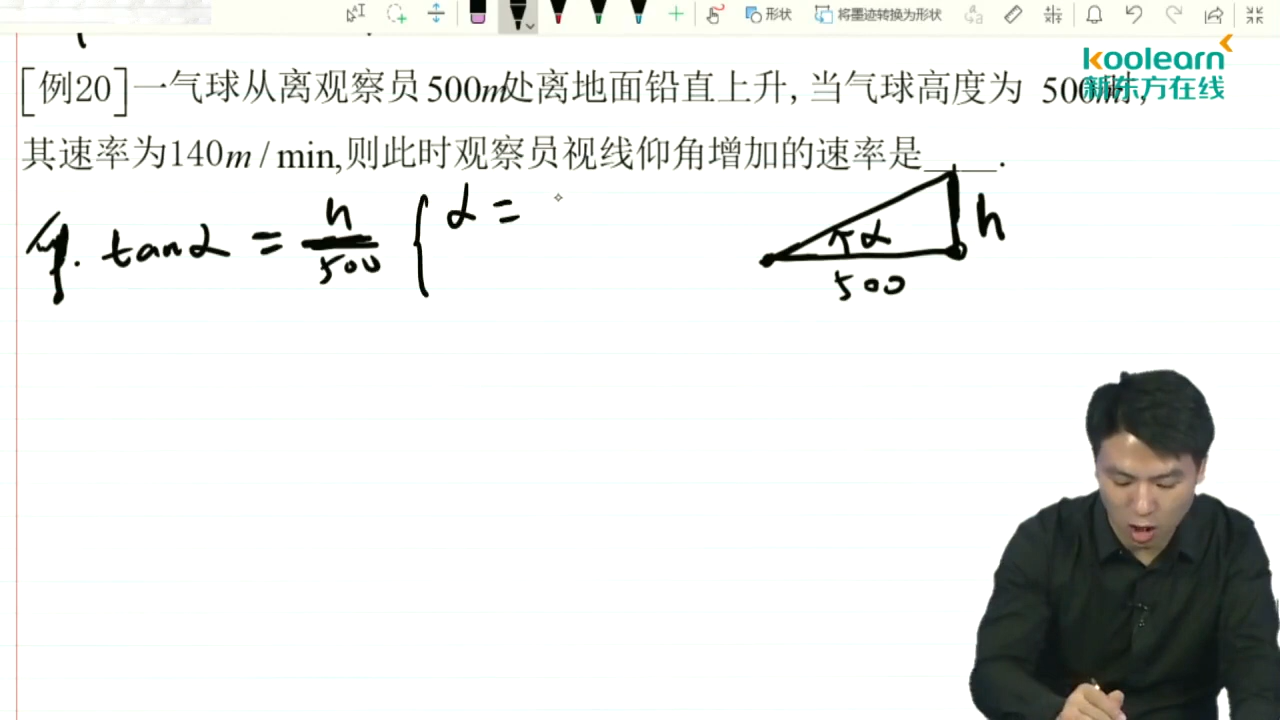 形状 将墨迹转换为形状
koolearn
新东方在线
[例20]一气球从离观察员500m处离地面铅直上升,当气球高度为 500m时,
其速率为140m/min,则此时观察员视线仰角增加的速率是____.
tanα = h/500 { α =
α h
500